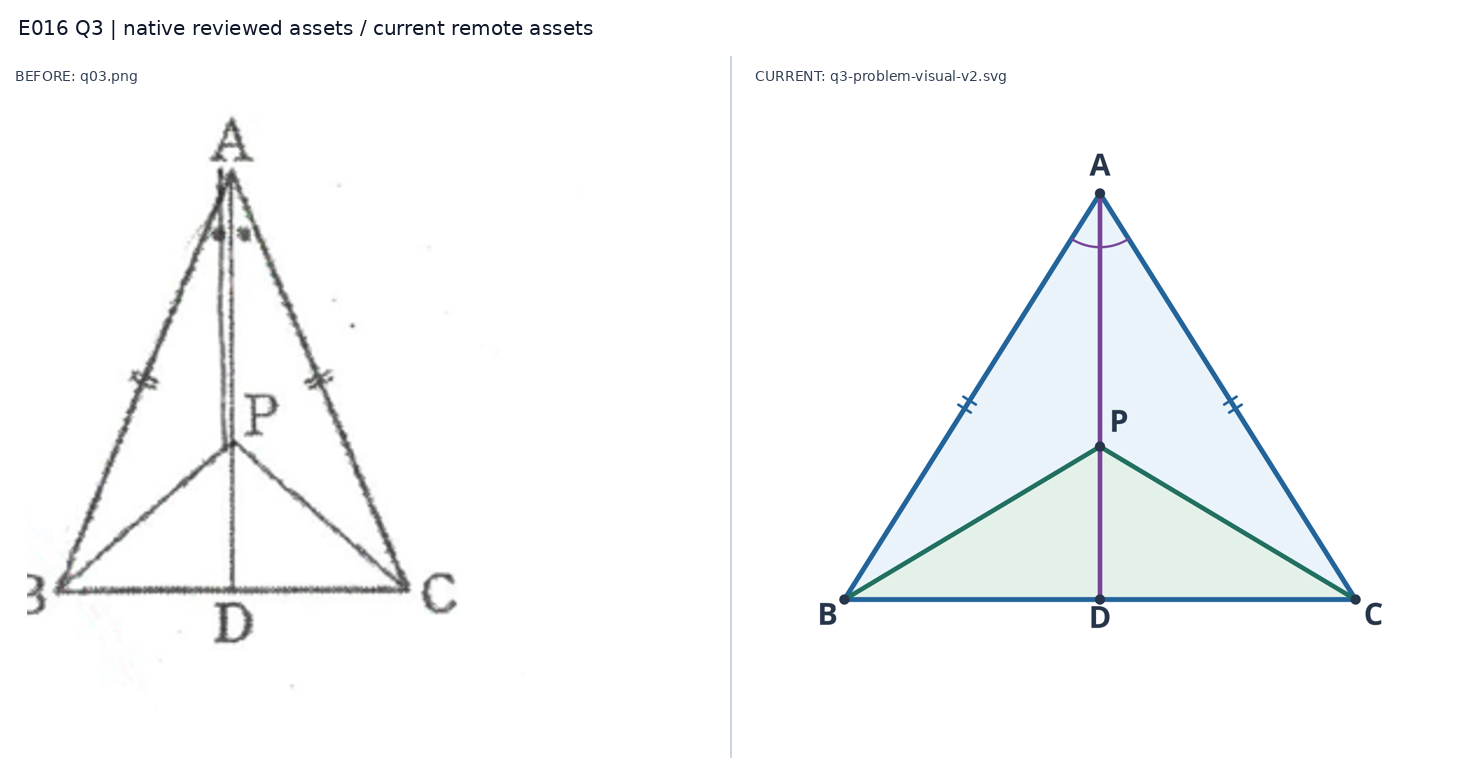 E016 Q3 | native reviewed assets / current remote assets
BEFORE: q03.png
CURRENT: q3-problem-visual-v2.svg
A
P
B
C
D
A
P
B
D
C